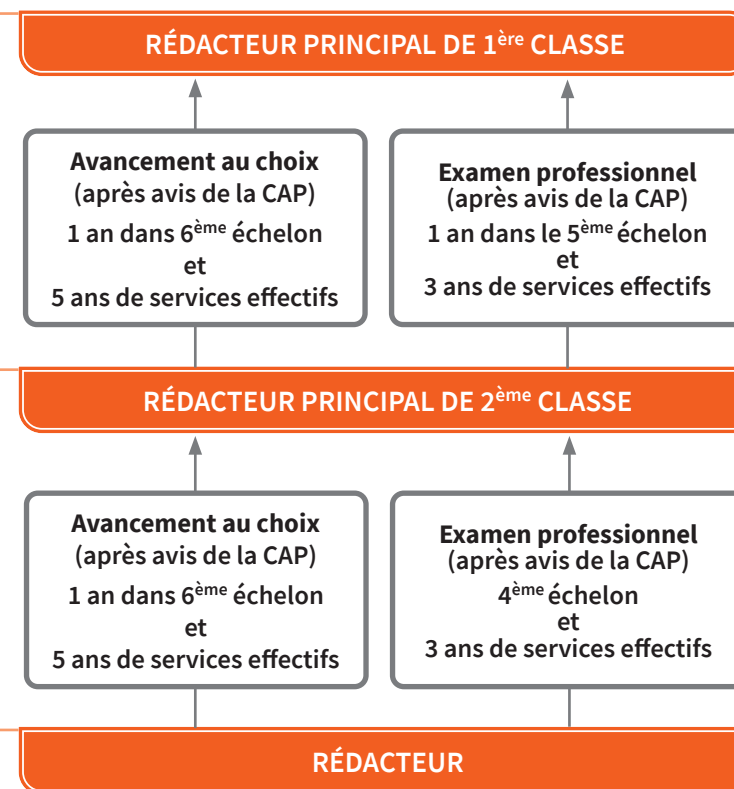 RÉDACTEUR PRINCIPAL DE 1ère CLASSE
Avancement au choix
(après avis de la CAP)
1 an dans 6ème échelon
et
5 ans de services effectifs
Examen professionnel
(après avis de la CAP)
1 an dans le 5ème échelon
et
3 ans de services effectifs
RÉDACTEUR PRINCIPAL DE 2ème CLASSE
Avancement au choix
(après avis de la CAP)
1 an dans 6ème échelon
et
5 ans de services effectifs
Examen professionnel
(après avis de la CAP)
4ème échelon
et
3 ans de services effectifs
RÉDACTEUR